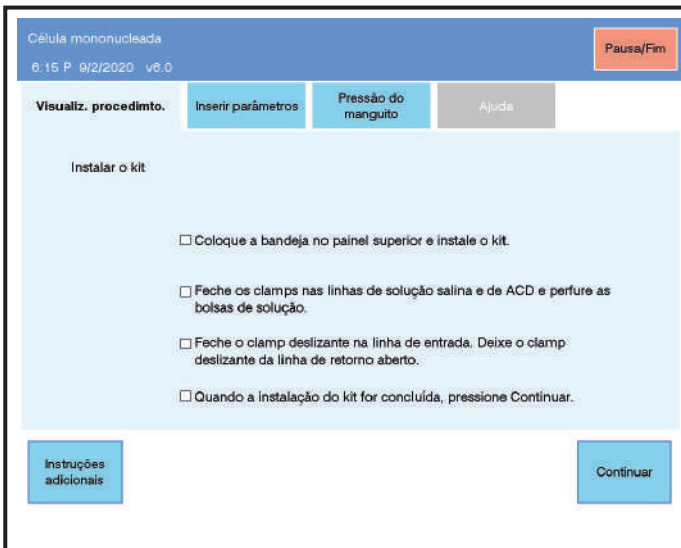 Célula mononucleada
Pausa/Fim
6:15 P 9/2/2020 v6.0
Visualiz. procedimto.
Inserir parâmetros
Pressão do
manguito
Ajuda
Instalar o kit
Coloque a bandeja no painel superior e instale o kit.
Feche os clamps nas linhas de solução salina e de ACD e perfure as
bolsas de solução.
Feche o clamp deslizante na linha de entrada. Deixe o clamp
deslizante da linha de retorno aberto.
Quando a instalação do kit for concluída, pressione Continuar.
Instruções
adicionais
Continuar